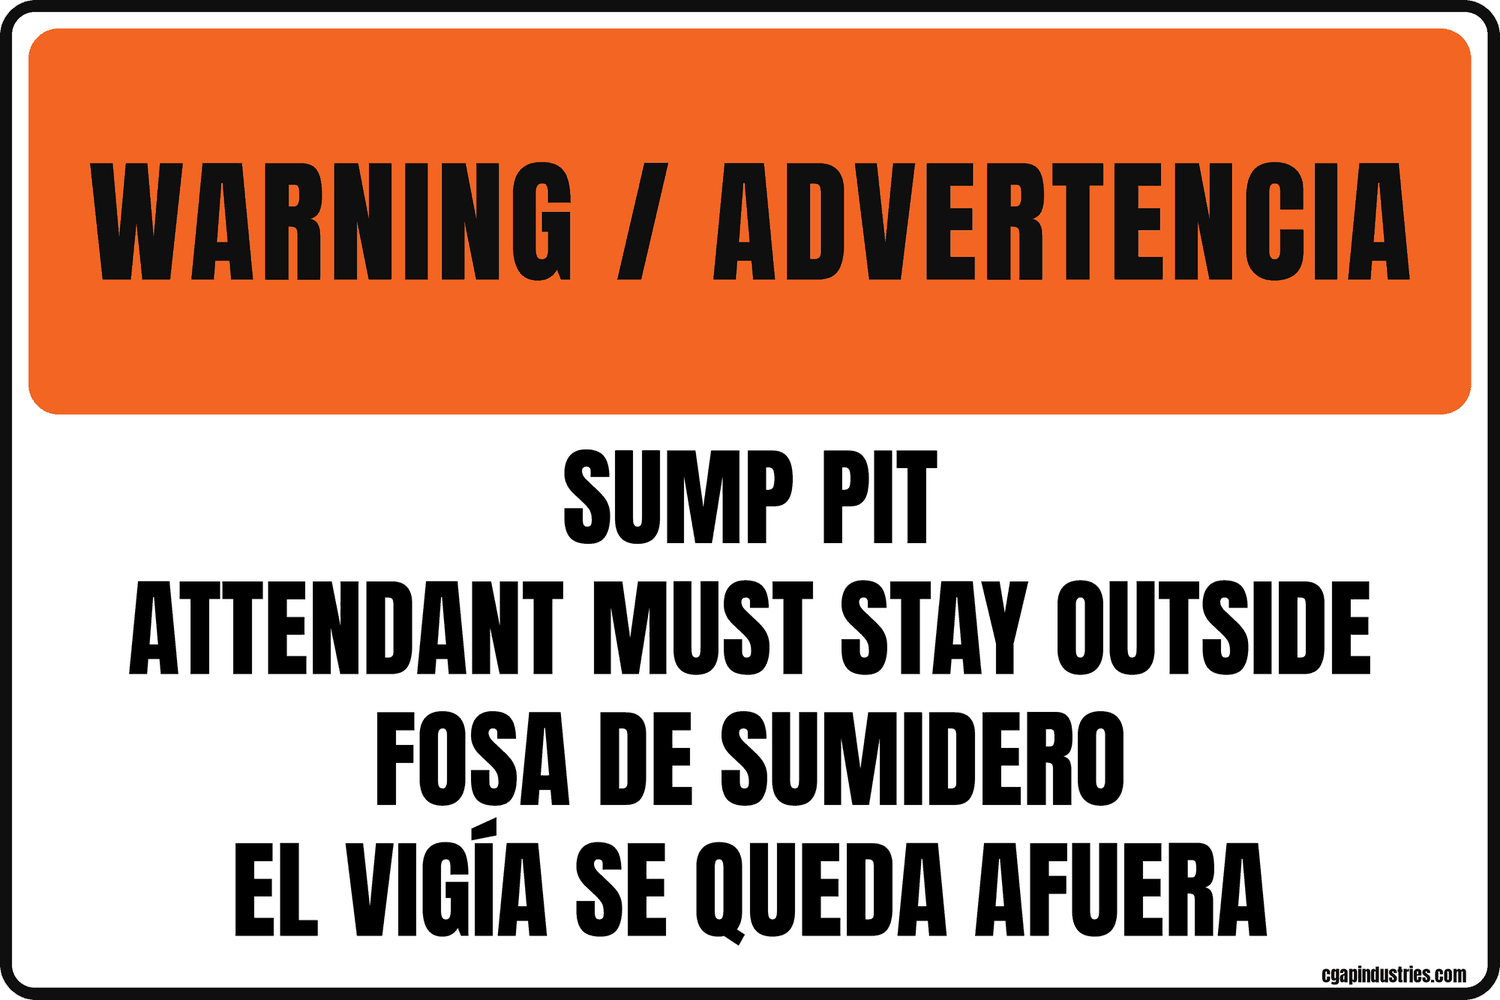 WARNING / ADVERTENCIA
SUMP PIT
ATTENDANT MUST STAY OUTSIDE
FOSA DE SUMIDERO
EL VIGÍA SE QUEDA AFUERA
cgapindustries.com